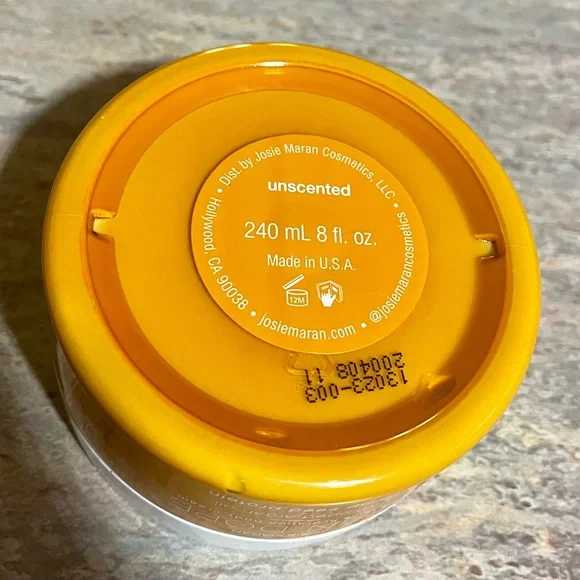 • Dist. by Josie Maran Cosmetics, LLC •
unscented
240 mL 8 fl. oz.
Made in U.S.A.
12M
Hollywood, CA 90038 • josiemaran.com • @josiemarancosmetics
13023-003
200408 11